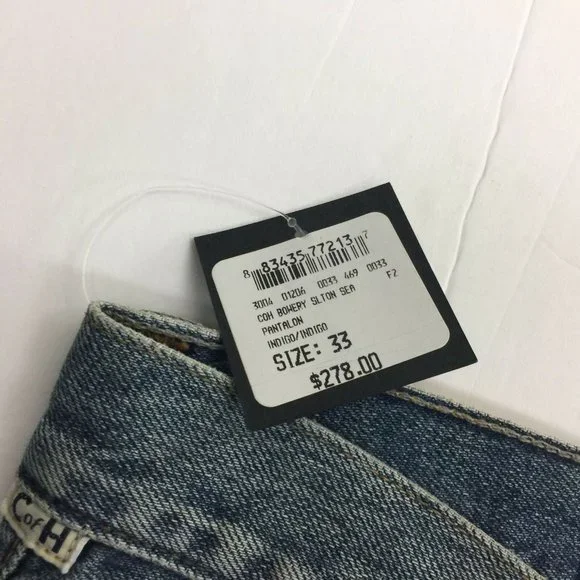 8 83435 77213 7
3004 01206 0033 469 0033
COH BOWERY SLTON SEA F2
PANTALON
INDIGO/INDIGO
SIZE: 33
$278.00
C of H